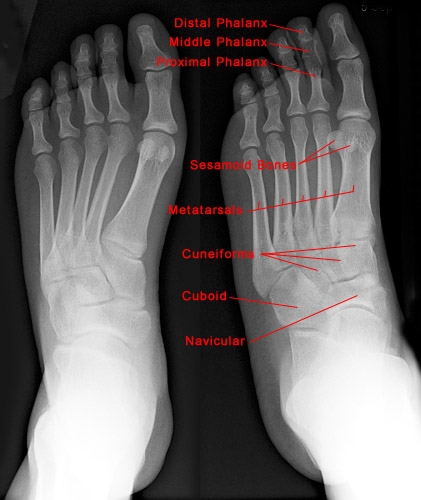 Distal Phalanx
Middle Phalanx
Proximal Phalanx
Sesamoid Bones
Metatarsals
Cuneiforms
Cuboid
Navicular